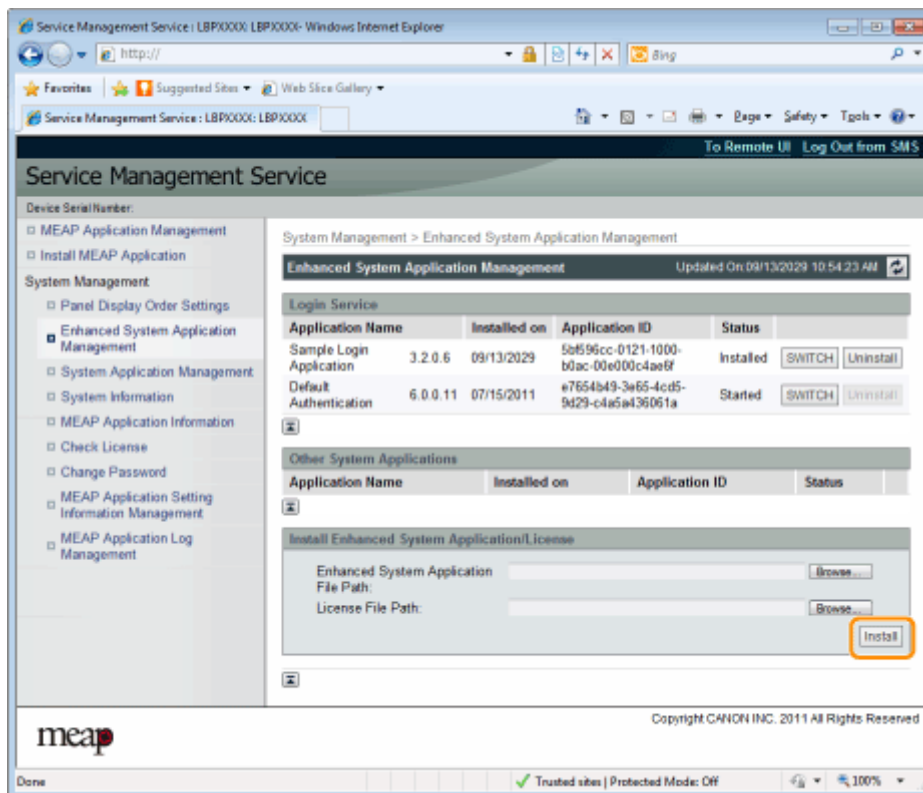 Service Management Service : LBPXXXX: LBPXXXX- Windows Internet Explorer
http://
Bing
Favorites Suggested Sites Web Slice Gallery
Service Management Service : LBPXXXX: LBPXXXX
Page Safety Tools
To Remote UI Log Out from SMS
Service Management Service
Device Serial Number:
MEAP Application Management
Install MEAP Application
System Management
Panel Display Order Settings
Enhanced System Application
Management
System Application Management
System Information
MEAP Application Information
Check License
Change Password
MEAP Application Setting
Information Management
MEAP Application Log
Management
System Management > Enhanced System Application Management
Enhanced System Application Management Updated On:09/13/2029 10:54:23 AM
Login Service
Application Name Installed on Application ID Status
Sample Login
Application 3.2.0.6 09/13/2029 5bf596cc-0121-1000-
b0ac-00e000c4ae6f Installed SWITCH Uninstall
Default
Authentication 6.0.0.11 07/15/2011 e7654b49-3e65-4cd5-
9d29-c4a5a436061a Started SWITCH Uninstall
Other System Applications
Application Name Installed on Application ID Status
Install Enhanced System Application/License
Enhanced System Application
File Path: Browse...
License File Path: Browse...
Install
meap
Copyright CANON INC. 2011 All Rights Reserved
Done Trusted sites | Protected Mode: Off 100%